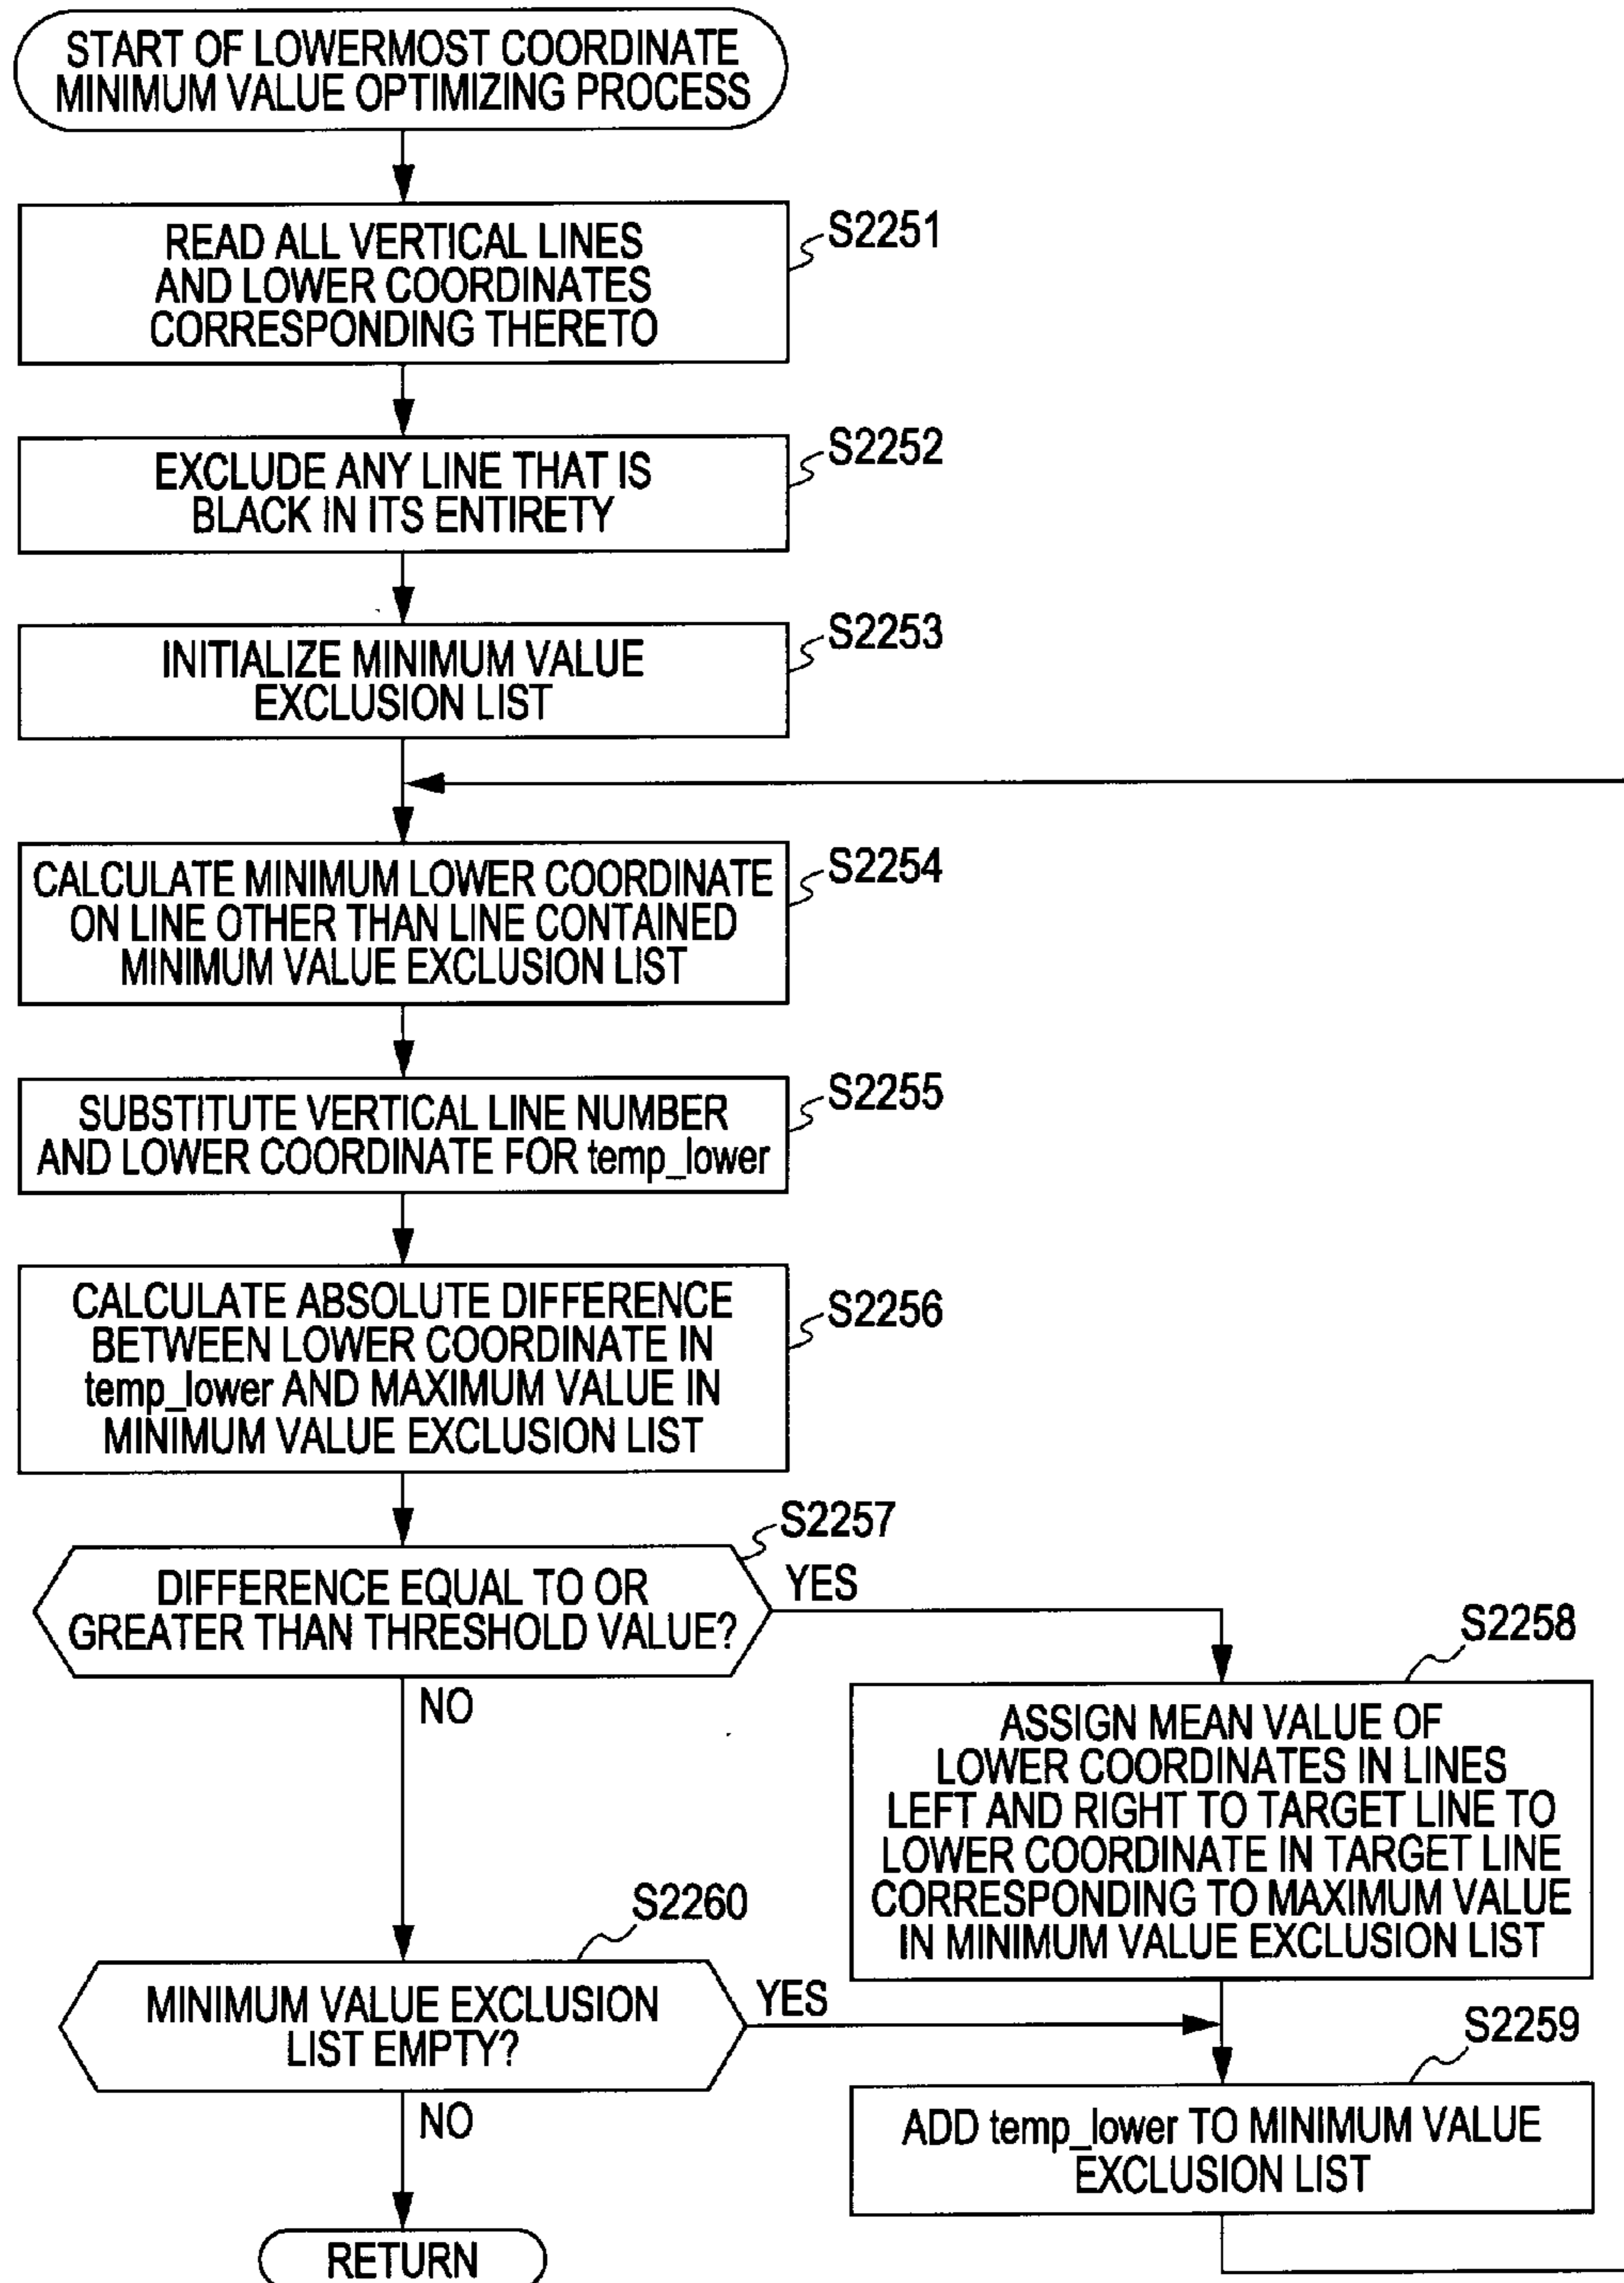 START OF LOWERMOST COORDINATE
MINIMUM VALUE OPTIMIZING PROCESS
READ ALL VERTICAL LINES
AND LOWER COORDINATES
CORRESPONDING THERETO
S2251
EXCLUDE ANY LINE THAT IS
BLACK IN ITS ENTIRETY
S2252
INITIALIZE MINIMUM VALUE
EXCLUSION LIST
S2253
CALCULATE MINIMUM LOWER COORDINATE
ON LINE OTHER THAN LINE CONTAINED
MINIMUM VALUE EXCLUSION LIST
S2254
SUBSTITUTE VERTICAL LINE NUMBER
AND LOWER COORDINATE FOR temp_lower
S2255
CALCULATE ABSOLUTE DIFFERENCE
BETWEEN LOWER COORDINATE IN
temp_lower AND MAXIMUM VALUE IN
MINIMUM VALUE EXCLUSION LIST
S2256
S2257
DIFFERENCE EQUAL TO OR
GREATER THAN THRESHOLD VALUE?
YES
NO
S2258
ASSIGN MEAN VALUE OF
LOWER COORDINATES IN LINES
LEFT AND RIGHT TO TARGET LINE TO
LOWER COORDINATE IN TARGET LINE
CORRESPONDING TO MAXIMUM VALUE
IN MINIMUM VALUE EXCLUSION LIST
S2260
MINIMUM VALUE EXCLUSION
LIST EMPTY?
YES
NO
S2259
ADD temp_lower TO MINIMUM VALUE
EXCLUSION LIST
RETURN